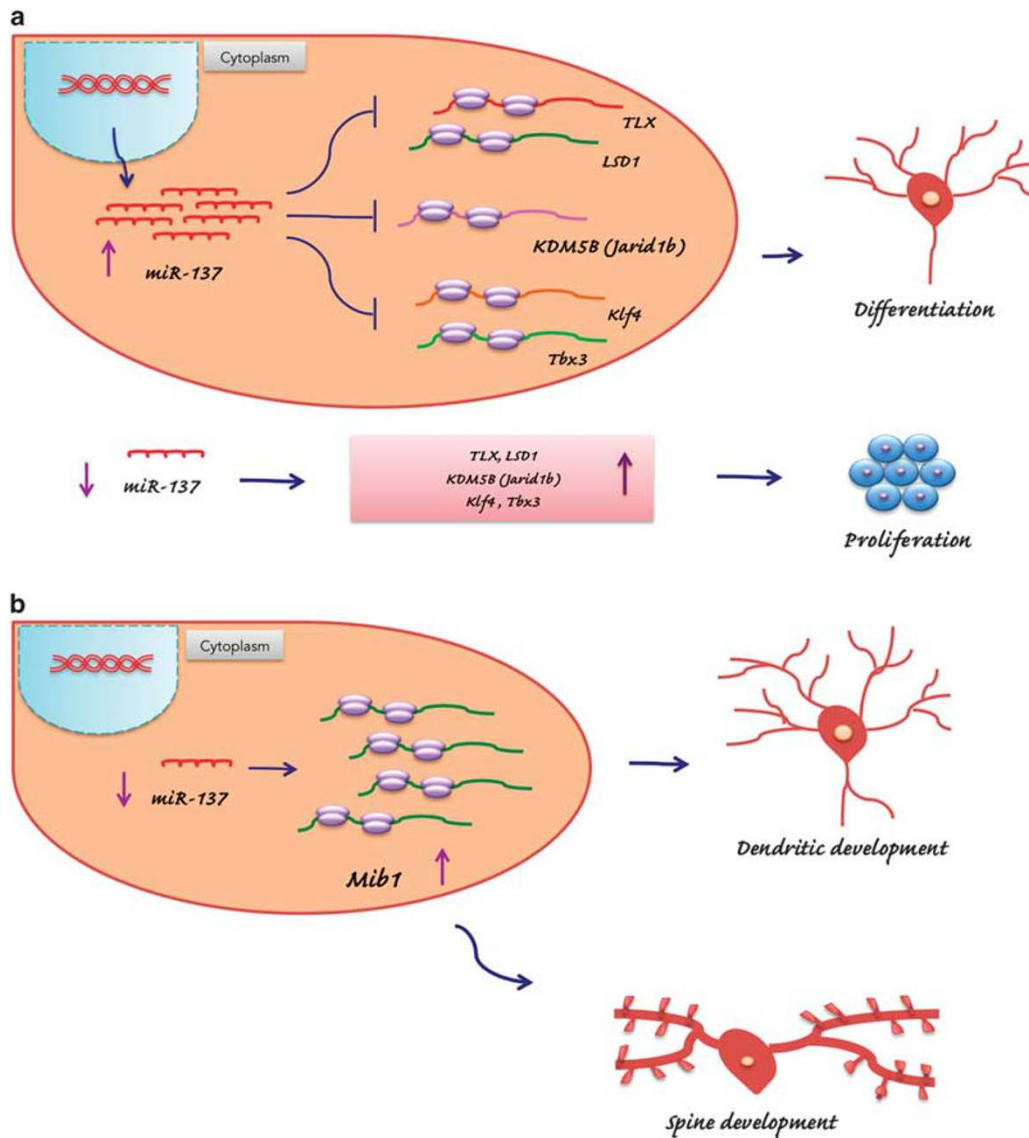 a
Cytoplasm
TLX
LSD1
KDM5B (Jarid1b)
miR-137
Klf4
Differentiation
Tbx3
TLX, LSD1
KDM5B (Jarid1b)
miR-137
Klf4 , Tbx3
Proliferation
b
Cytoplasm
miR-137
Dendritic development
Mib1
Spine development